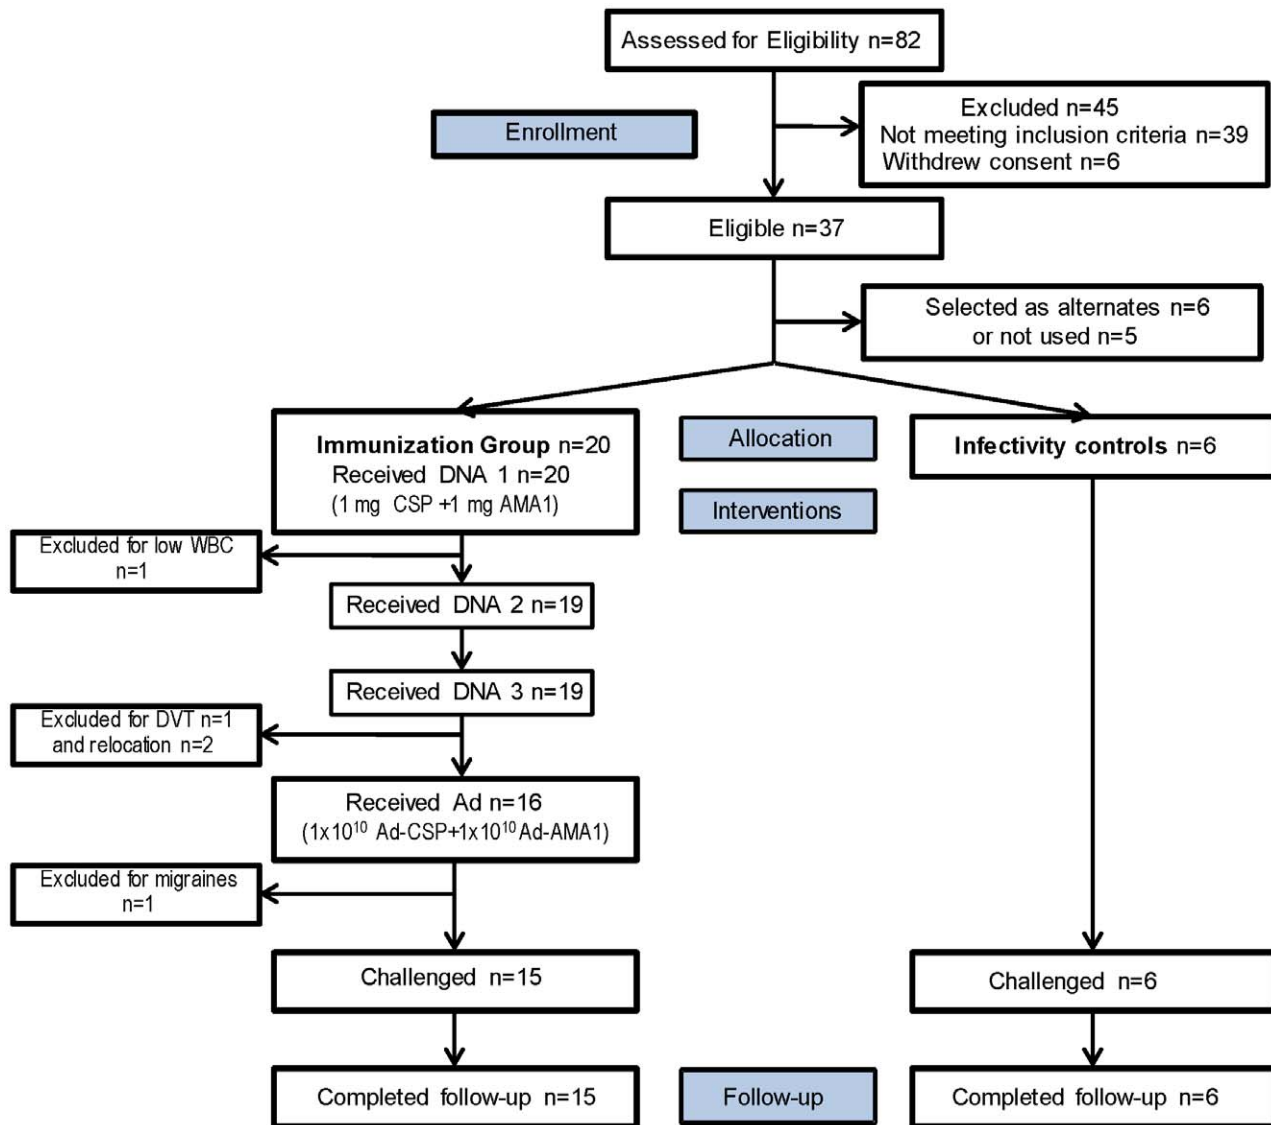 Assessed for Eligibility n=82
Excluded n=45
Not meeting inclusion criteria n=39
Withdrew consent n=6
Enrollment
Eligible n=37
Selected as alternates n=6
or not used n=5
Immunization Group n=20
Received DNA 1 n=20
(1 mg CSP +1 mg AMA1)
Allocation
Infectivity controls n=6
Interventions
Excluded for low WBC
n=1
Received DNA 2 n=19
Received DNA 3 n=19
Excluded for DVT n=1
and relocation n=2
Received Ad n=16
(1x10¹⁰ Ad-CSP+1x10¹⁰ Ad-AMA1)
Excluded for migraines
n=1
Challenged n=15
Challenged n=6
Completed follow-up n=15
Follow-up
Completed follow-up n=6